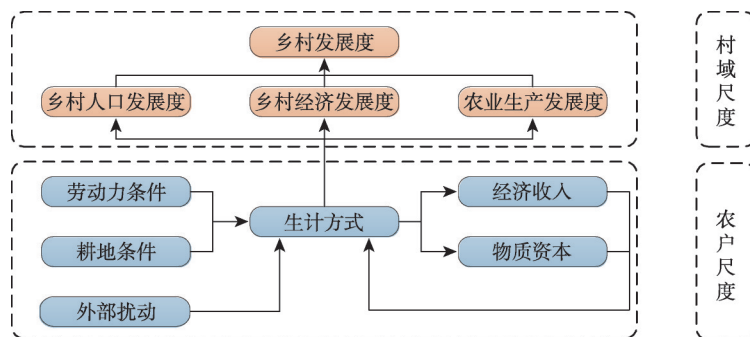 乡村发展度
乡村人口发展度
乡村经济发展度
农业生产发展度
村域尺度
劳动力条件
耕地条件
外部扰动
生计方式
经济收入
物质资本
农户尺度